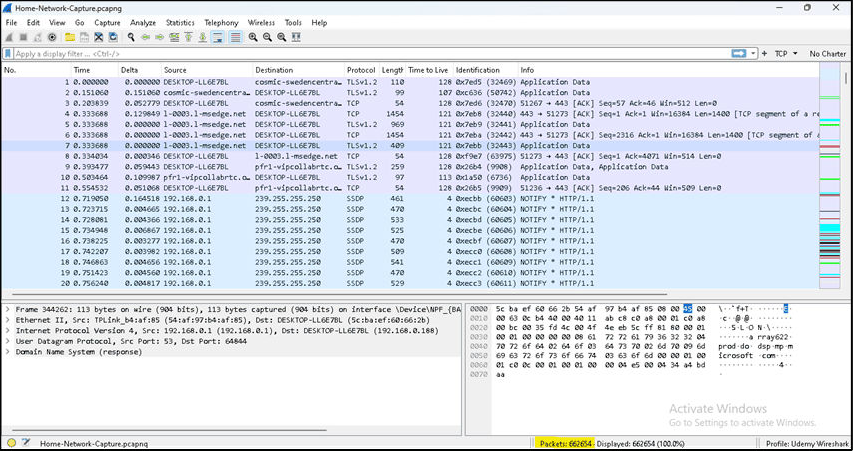 Home-Network-Capture.pcapng
File Edit View Go Capture Analyze Statistics Telephony Wireless Tools Help
Apply a display filter ... <Ctrl-/>
TCP
No Charter
No. Time Delta Source Destination Protocol Length Time to Live Identification Info
1 0.000000 0.000000 DESKTOP-LL6E7BL cosmic-swedencentra... TLSv1.2 110 128 0x7ed5 (32469) Application Data
2 0.151060 0.151060 cosmic-swedencentra... DESKTOP-LL6E7BL TLSv1.2 99 107 0xc636 (50742) Application Data
3 0.203839 0.052779 DESKTOP-LL6E7BL cosmic-swedencentra... TCP 54 128 0x7ed6 (32470) 51267 → 443 [ACK] Seq=57 Ack=46 Win=512 Len=0
4 0.333688 0.129849 l-0003.l-msedge.net DESKTOP-LL6E7BL TCP 1454 121 0x7eb8 (32440) 443 → 51273 [ACK] Seq=1 Ack=1 Win=16384 Len=1400 [TCP segment of a re
5 0.333688 0.000000 l-0003.l-msedge.net DESKTOP-LL6E7BL TLSv1.2 969 121 0x7eb9 (32441) Application Data
6 0.333688 0.000000 l-0003.l-msedge.net DESKTOP-LL6E7BL TCP 1454 121 0x7eba (32442) 443 → 51273 [ACK] Seq=2316 Ack=1 Win=16384 Len=1400 [TCP segment of a
7 0.333688 0.000000 l-0003.l-msedge.net DESKTOP-LL6E7BL TLSv1.2 409 121 0x7ebb (32443) Application Data
8 0.334034 0.000346 DESKTOP-LL6E7BL l-0003.l-msedge.net TCP 54 128 0xf9e7 (63975) 51273 → 443 [ACK] Seq=1 Ack=4071 Win=514 Len=0
9 0.393477 0.059443 DESKTOP-LL6E7BL pfr1-vipcollabrtc.o... TLSv1.2 259 128 0x26b4 (9908) Application Data, Application Data
10 0.503464 0.109987 pfr1-vipcollabrtc.o... DESKTOP-LL6E7BL TLSv1.2 97 113 0x1a50 (6736) Application Data
11 0.554532 0.051068 DESKTOP-LL6E7BL pfr1-vipcollabrtc.o... TCP 54 128 0x26b5 (9909) 51236 → 443 [ACK] Seq=206 Ack=44 Win=509 Len=0
12 0.719050 0.164518 192.168.0.1 239.255.255.250 SSDP 461 4 0xecbb (60603) NOTIFY * HTTP/1.1
13 0.723715 0.004665 192.168.0.1 239.255.255.250 SSDP 470 4 0xecbc (60604) NOTIFY * HTTP/1.1
14 0.728081 0.004366 192.168.0.1 239.255.255.250 SSDP 533 4 0xecbd (60605) NOTIFY * HTTP/1.1
15 0.734948 0.006867 192.168.0.1 239.255.255.250 SSDP 525 4 0xecbe (60606) NOTIFY * HTTP/1.1
16 0.738225 0.003277 192.168.0.1 239.255.255.250 SSDP 470 4 0xecbf (60607) NOTIFY * HTTP/1.1
17 0.742207 0.003982 192.168.0.1 239.255.255.250 SSDP 509 4 0xecc0 (60608) NOTIFY * HTTP/1.1
18 0.746863 0.004656 192.168.0.1 239.255.255.250 SSDP 541 4 0xecc1 (60609) NOTIFY * HTTP/1.1
19 0.751423 0.004560 192.168.0.1 239.255.255.250 SSDP 470 4 0xecc2 (60610) NOTIFY * HTTP/1.1
20 0.756240 0.004817 192.168.0.1 239.255.255.250 SSDP 529 4 0xecc3 (60611) NOTIFY * HTTP/1.1
Frame 344262: 113 bytes on wire (904 bits), 113 bytes captured (904 bits) on interface \Device\NPF_{BA
Ethernet II, Src: TPLink_b4:af:85 (54:af:97:b4:af:85), Dst: DESKTOP-LL6E7BL (5c:ba:ef:60:66:2b)
Internet Protocol Version 4, Src: 192.168.0.1 (192.168.0.1), Dst: DESKTOP-LL6E7BL (192.168.0.188)
User Datagram Protocol, Src Port: 53, Dst Port: 64844
Domain Name System (response)
0000 5c ba ef 60 66 2b 54 af 97 b4 af 85 08 00 45 00 \··`f+T· ······E·
0010 00 63 0c b4 40 00 40 11 ab c8 c0 a8 00 01 c0 a8 ·c··@·@· ········
0020 00 bc 00 35 fd 4c 00 4f 4e eb 5c ff 81 80 00 01 ···5·L·O N·\·····
0030 00 01 00 00 00 00 08 61 72 72 61 79 36 32 32 04 ·······a rray622·
0040 70 72 6f 64 02 64 6f 03 64 73 70 02 6d 70 09 6d prod·do· dsp·mp·m
0050 69 63 72 6f 73 6f 66 74 03 63 6f 6d 00 00 01 00 icrosoft ·com····
0060 01 c0 0c 00 01 00 01 00 00 04 e5 00 04 34 a4 bd ········ ·····4··
0070 aa ·
Activate Windows
Go to Settings to activate Windows.
Home-Network-Capture.pcapng
Packets: 662654 · Displayed: 662654 (100.0%)
Profile: Udemy Wireshark